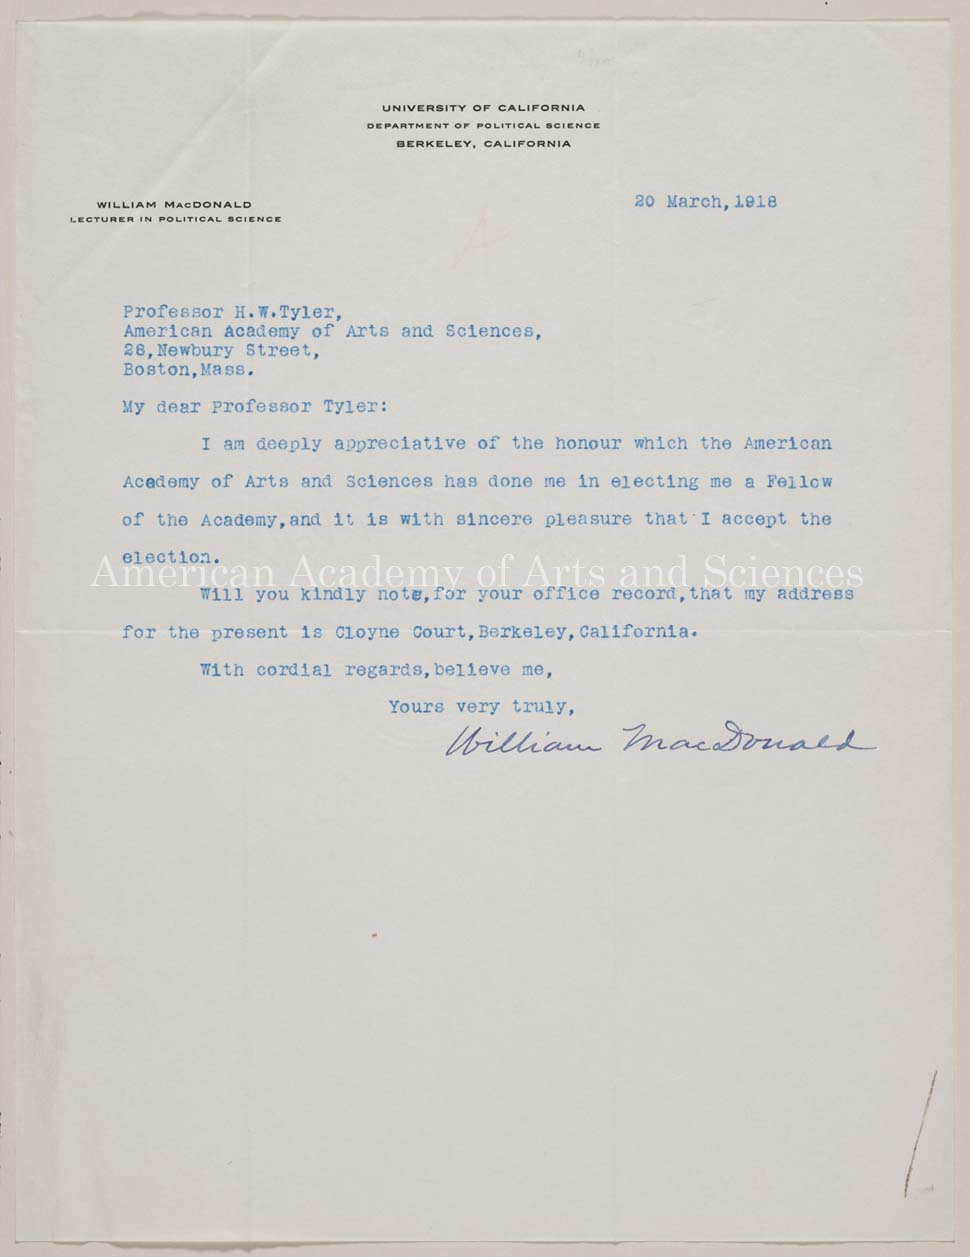 UNIVERSITY OF CALIFORNIA
DEPARTMENT OF POLITICAL SCIENCE
BERKELEY, CALIFORNIA
WILLIAM MACDONALD
LECTURER IN POLITICAL SCIENCE
20 March,1918
Professor H.W.Tyler,
American Academy of Arts and Sciences,
28,Newbury Street,
Boston,Mass.
My dear Professor Tyler:
I am deeply appreciative of the honour which the American
Academy of Arts and Sciences has done me in electing me a Fellow
of the Academy,and it is with sincere pleasure that I accept the
election.
American Academy of Arts and Sciences
Will you kindly note,for your office record,that my address
for the present is Cloyne Court,Berkeley,California.
With cordial regards,believe me,
Yours very truly,
William MacDonald